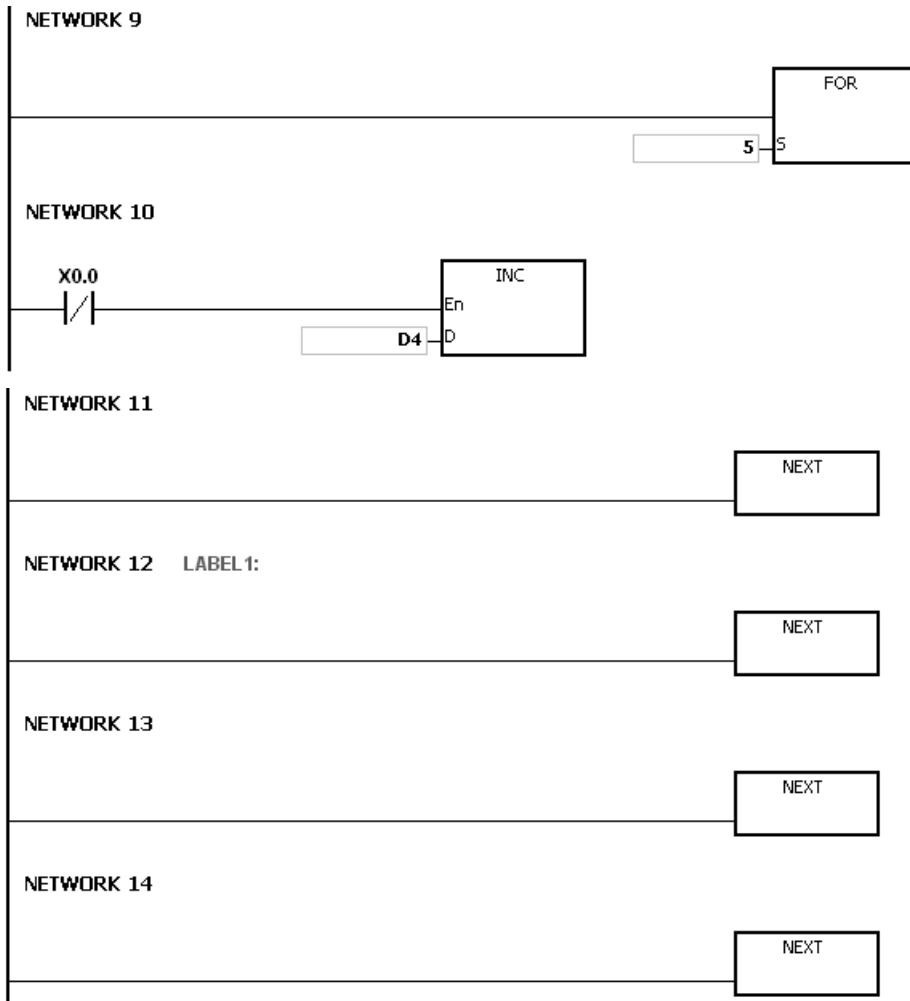 NETWORK 9
FOR
5
S
NETWORK 10
X0.0
INC
En
D4
D
NETWORK 11
NEXT
NETWORK 12 LABEL1:
NEXT
NETWORK 13
NEXT
NETWORK 14
NEXT